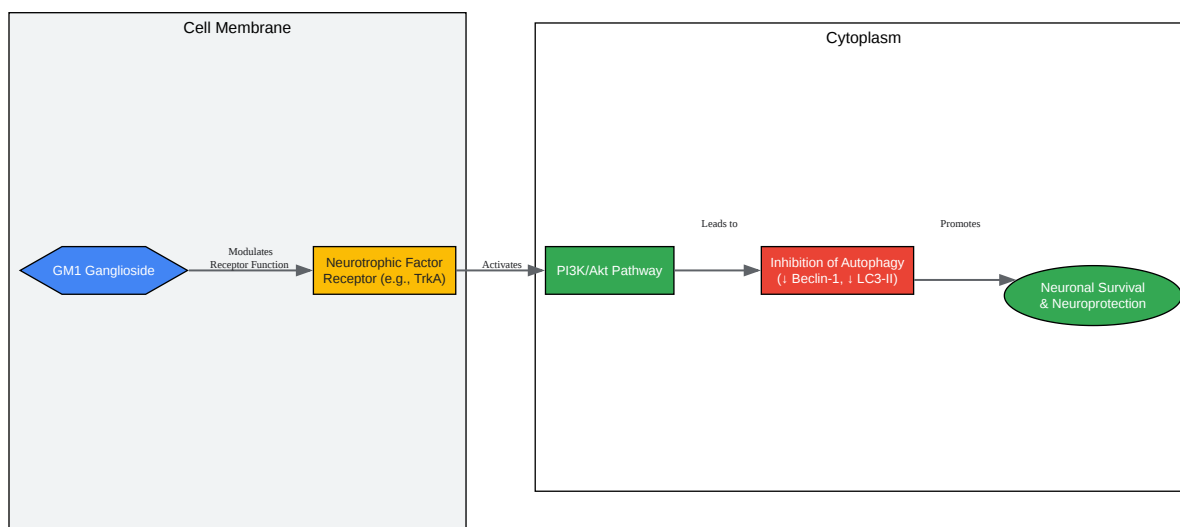 Cell Membrane
Cytoplasm
GM1 Ganglioside
Modulates
Receptor Function
Neurotrophic Factor
Receptor (e.g., TrkA)
Activates
PI3K/Akt Pathway
Leads to
Inhibition of Autophagy
(↓ Beclin-1, ↓ LC3-II)
Promotes
Neuronal Survival
& Neuroprotection